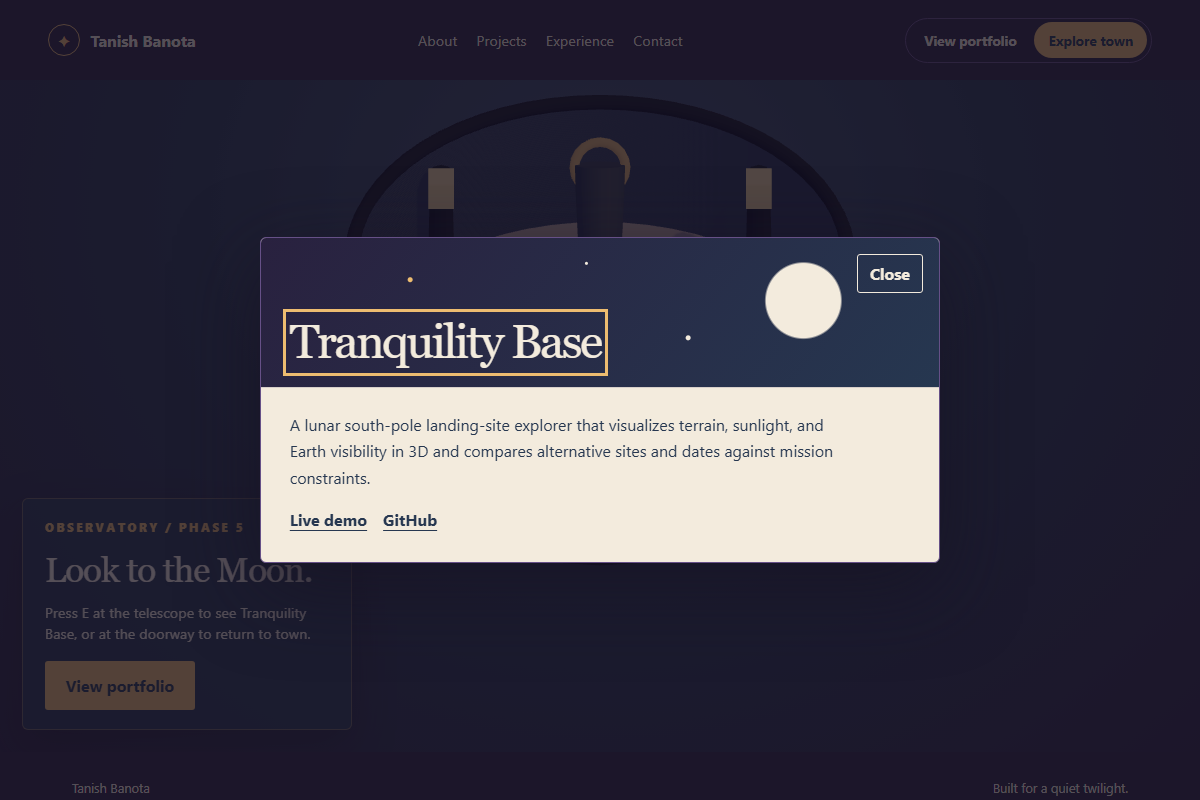 Tanish Banota
About Projects Experience Contact
View portfolio Explore town
Tranquility Base
Close
A lunar south-pole landing-site explorer that visualizes terrain, sunlight, and
Earth visibility in 3D and compares alternative sites and dates against mission
constraints.
Live demo GitHub
OBSERVATORY / PHASE 5
Look to the Moon.
Press E at the telescope to see Tranquility
Base, or at the doorway to return to town.
View portfolio
Tanish Banota
Built for a quiet twilight.